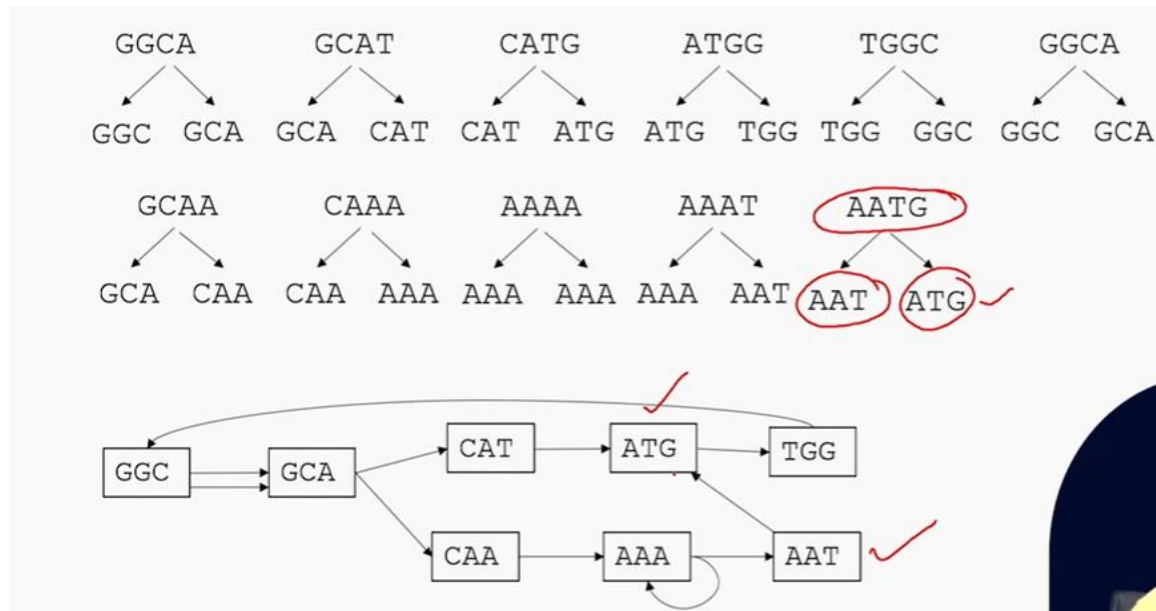 GGCA GCAT CATG ATGG TGGC GGCA
GGC GCA GCA CAT CAT ATG ATG TGG TGG GGC GGC GCA
GCAA CAAA AAAA AAAT AATG
GCA CAA CAA AAA AAA AAA AAA AAT AAT ATG
CAT ATG TGG
GGC GCA
CAA AAA AAT